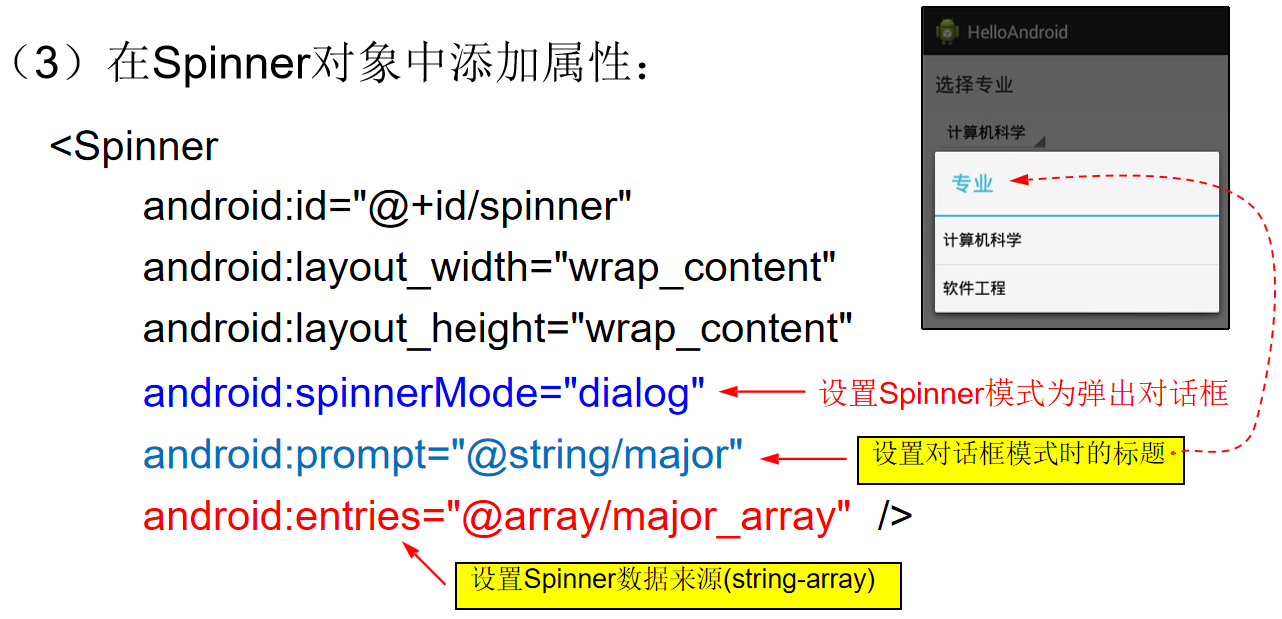 （3）在Spinner对象中添加属性：
<Spinner
android:id="@+id/spinner"
android:layout_width="wrap_content"
android:layout_height="wrap_content"
android:spinnerMode="dialog"
设置Spinner模式为弹出对话框
android:prompt="@string/major"
设置对话框模式时的标题
android:entries="@array/major_array" />
设置Spinner数据来源(string-array)
HelloAndroid
选择专业
计算机科学
专业
计算机科学
软件工程